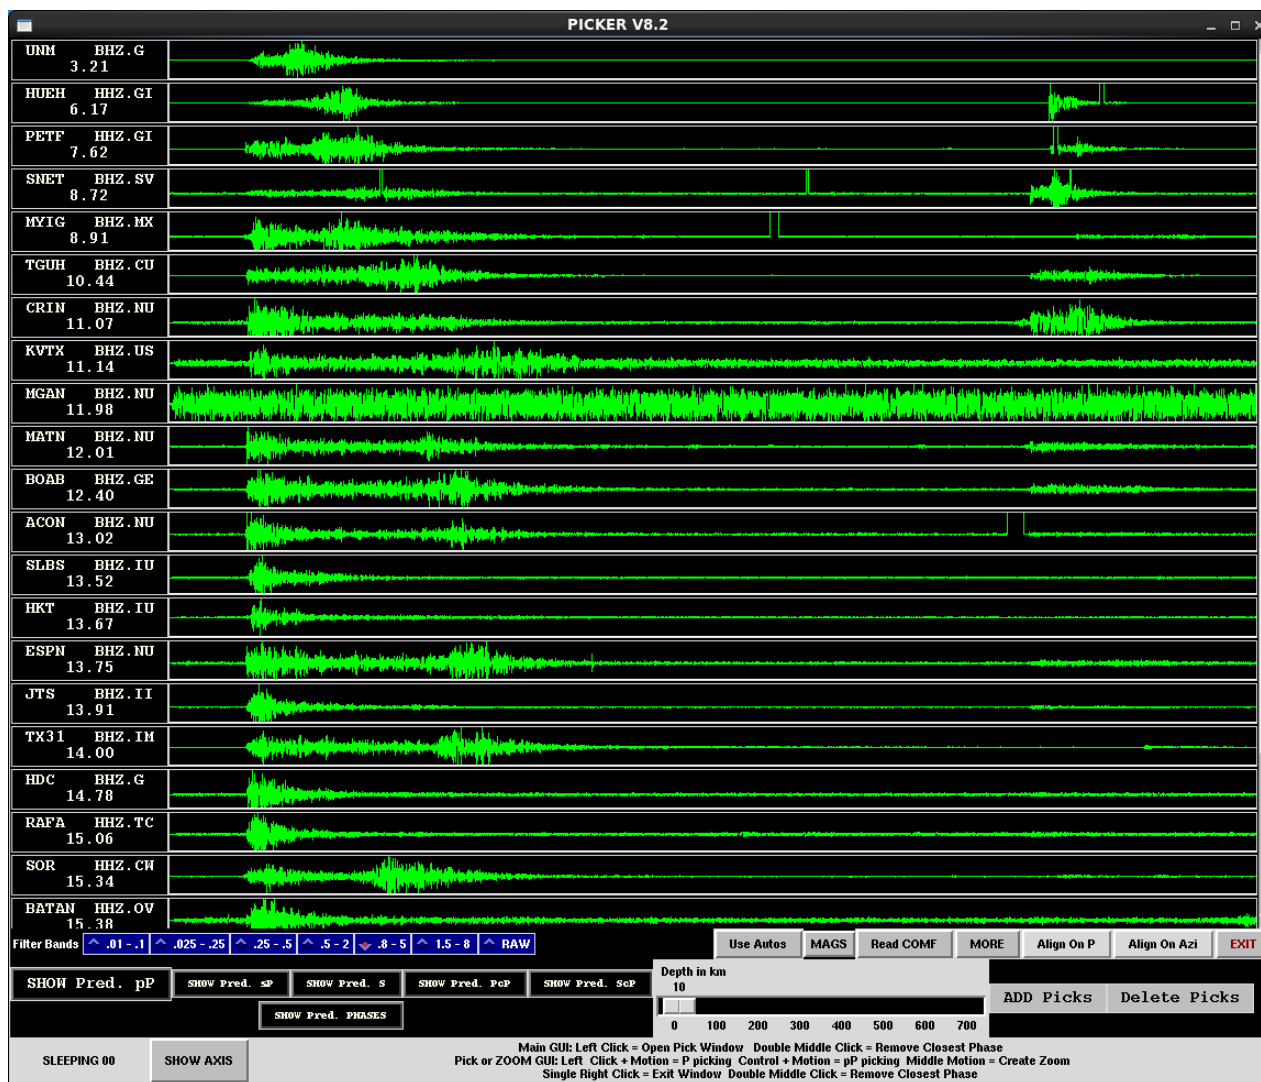 PICKER V8.2
UNM BHZ.G
3.21
HUEH HHZ.GI
6.17
PETF HHZ.GI
7.62
SNET BHZ.SV
8.72
MYIG BHZ.MX
8.91
TGUH BHZ.CU
10.44
CRIN BHZ.NU
11.07
KVTX BHZ.US
11.14
MGAN BHZ.NU
11.98
MATN BHZ.NU
12.01
BOAB BHZ.GE
12.40
ACON BHZ.NU
13.02
SLBS BHZ.IU
13.52
HKT BHZ.IU
13.67
ESPN BHZ.NU
13.75
JTS BHZ.II
13.91
TX31 BHZ.IM
14.00
HDC BHZ.G
14.78
RAFA HHZ.TC
15.06
SOR HHZ.CW
15.34
BATAN HHZ.OV
15.38
Filter Bands .01 - .1 .025 - .25 .25 - .5 .5 - 2 .8 - 5 1.5 - 8 RAW Use Autos MAGS Read COMF MORE Align On P Align On Azi EXIT
SHOW Pred. pP SHOW Pred. sP SHOW Pred. S SHOW Pred. PcP SHOW Pred. ScP
SHOW Pred. PHASES
Depth in km
10
0 100 200 300 400 500 600 700
ADD Picks Delete Picks
SLEEPING 00 SHOW AXIS
Main GUI: Left Click = Open Pick Window Double Middle Click = Remove Closest Phase
Pick or ZOOM GUI: Left Click + Motion = P picking Control + Motion = pP picking Middle Motion = Create Zoom
Single Right Click = Exit Window Double Middle Click = Remove Closest Phase